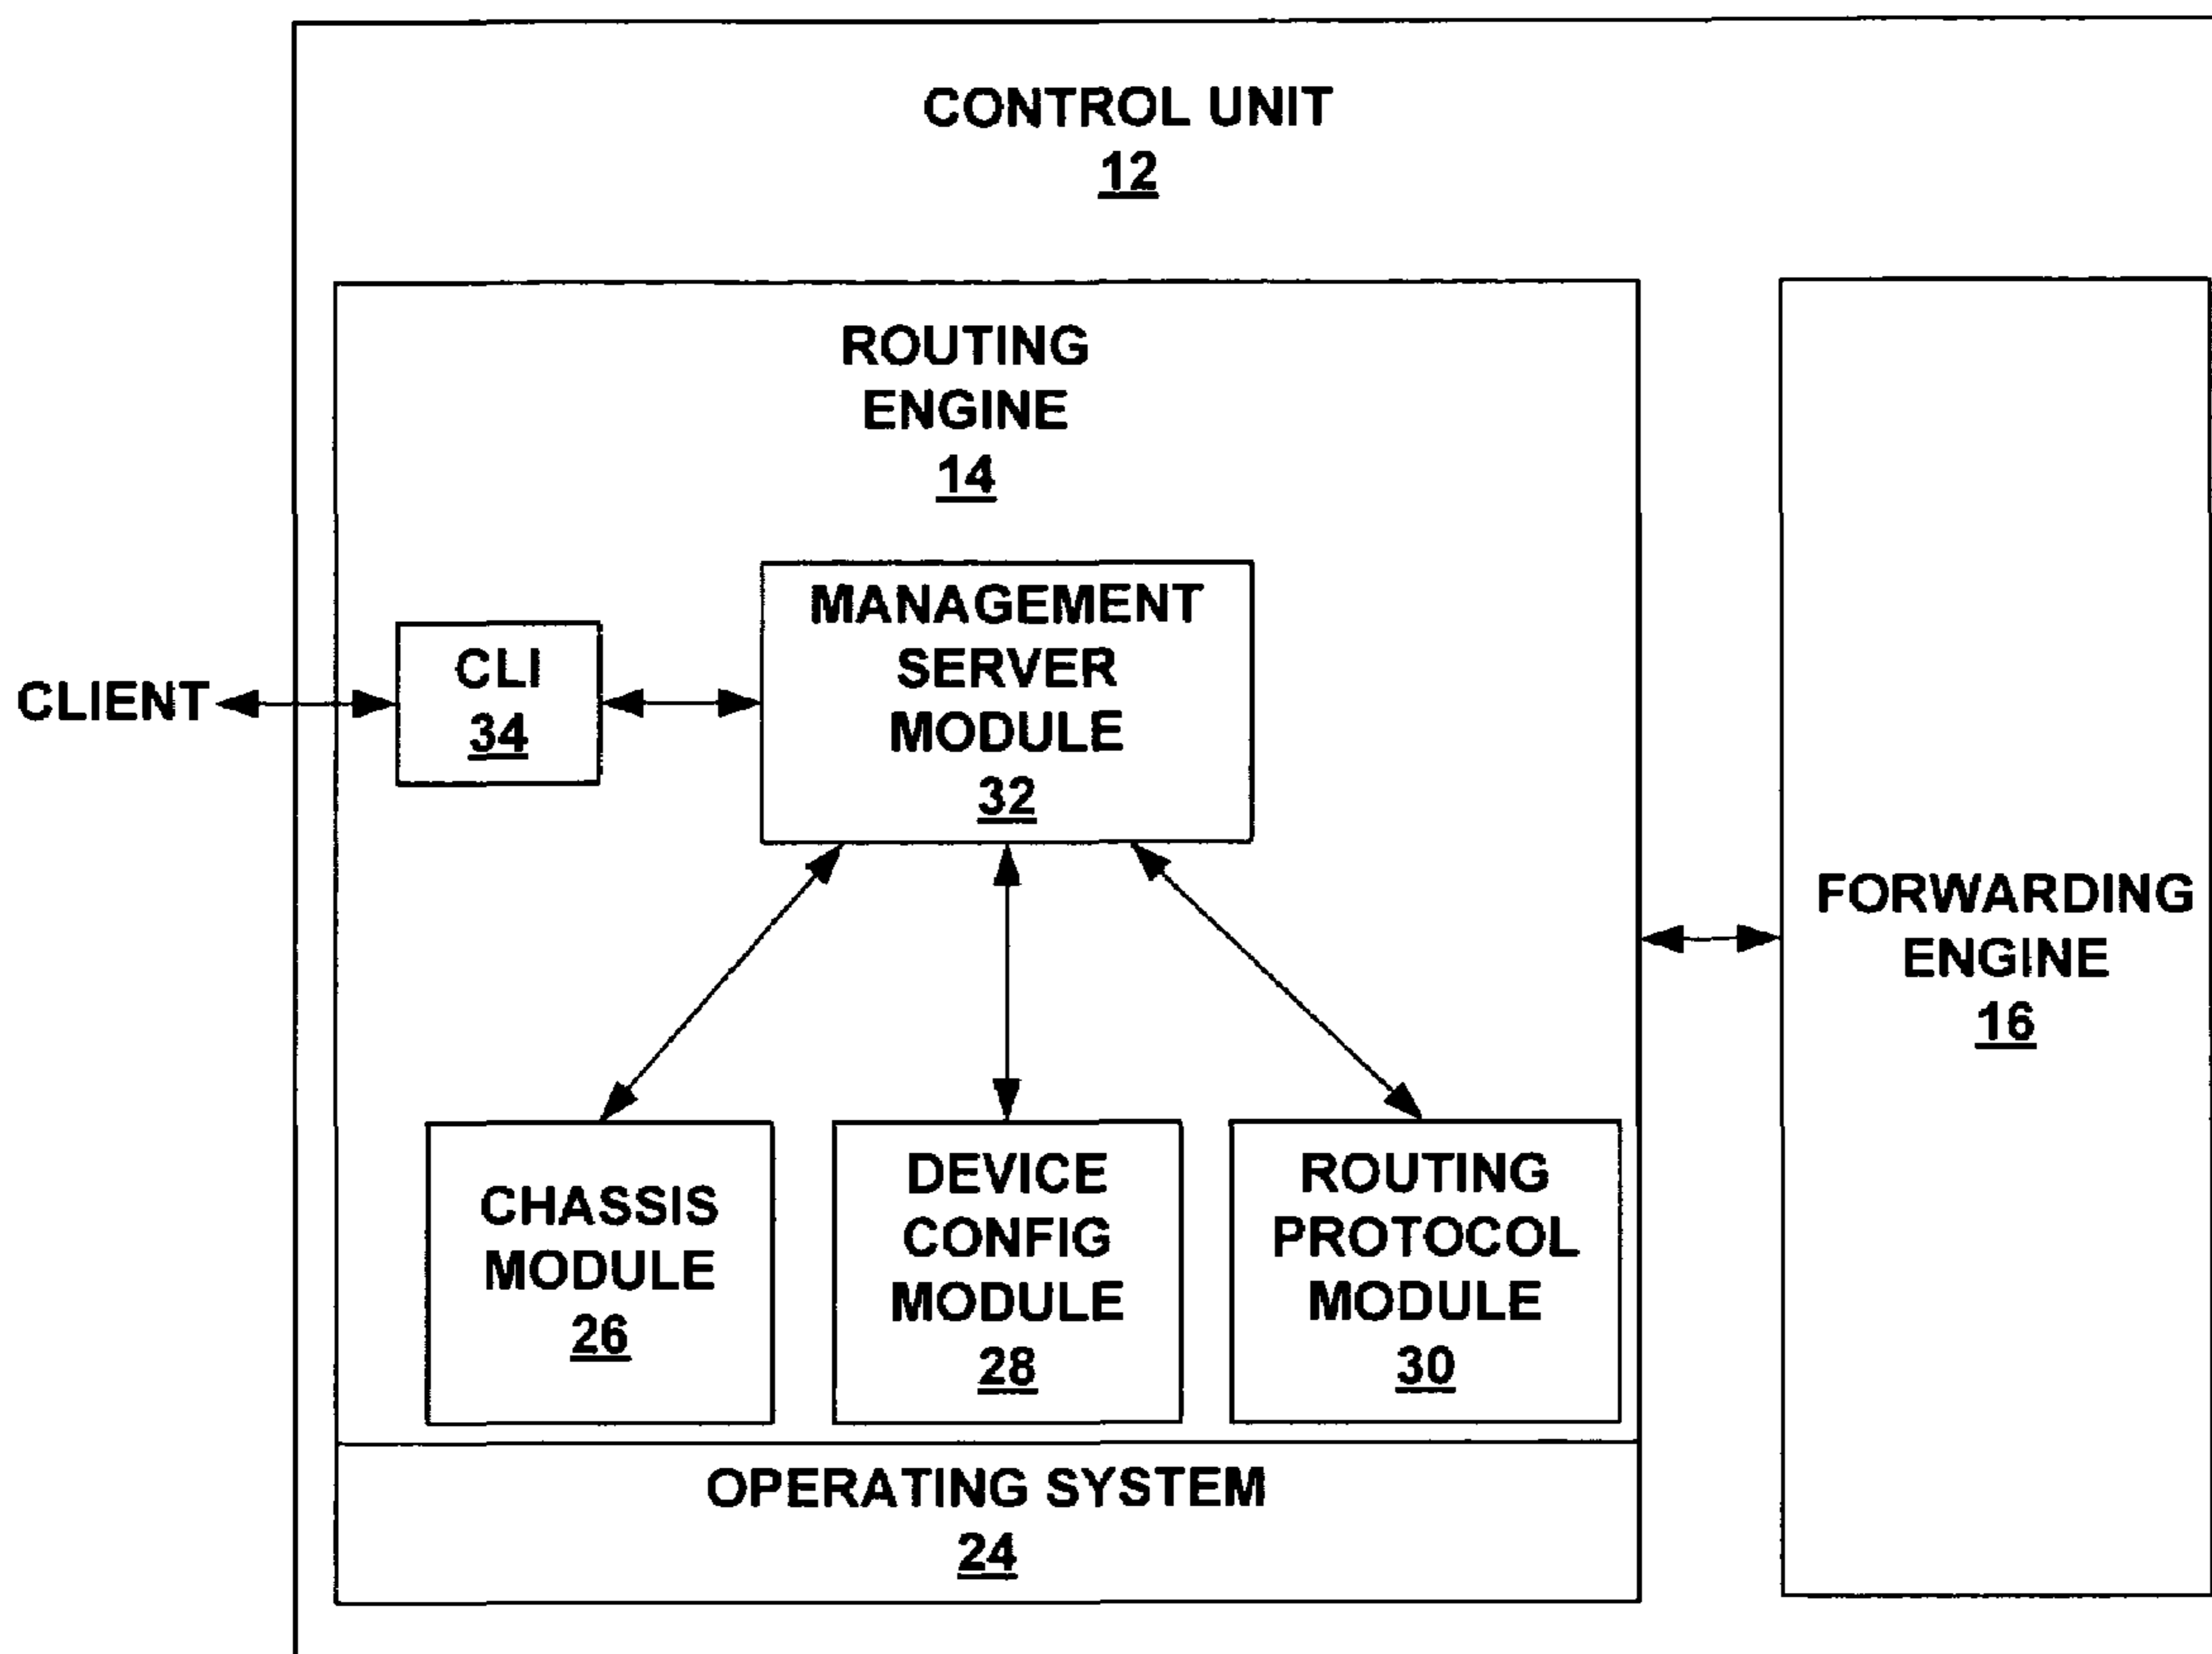 CONTROL UNIT
12
ROUTING
ENGINE
14
MANAGEMENT
SERVER
MODULE
32
CLI
34
CLIENT
FORWARDING
ENGINE
16
CHASSIS
MODULE
26
DEVICE
CONFIG
MODULE
28
ROUTING
PROTOCOL
MODULE
30
OPERATING SYSTEM
24